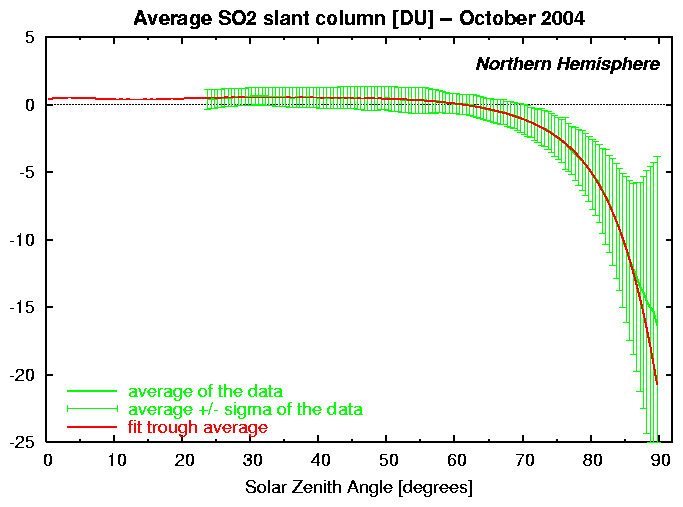 Average SO2 slant column [DU] – October 2004
5
Northern Hemisphere
0
-5
-10
-15
-20
average of the data
average +/- sigma of the data
fit trough average
-25
0 10 20 30 40 50 60 70 80 90
Solar Zenith Angle [degrees]